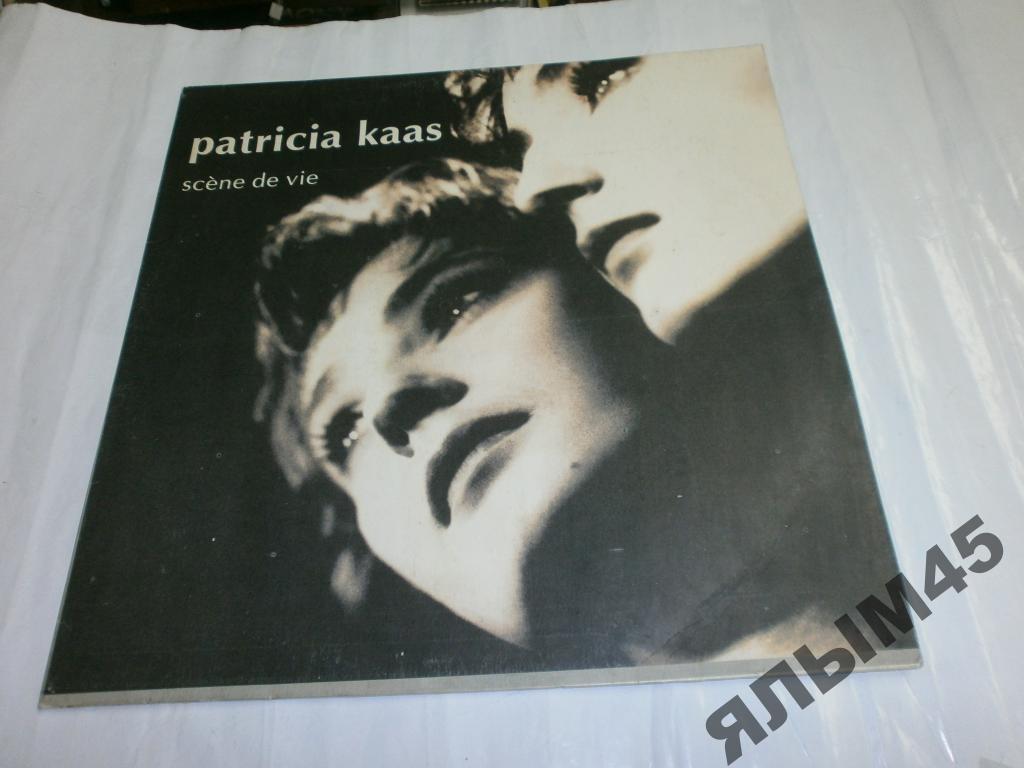 patricia kaas
scène de vie
ЯЛЫМ45